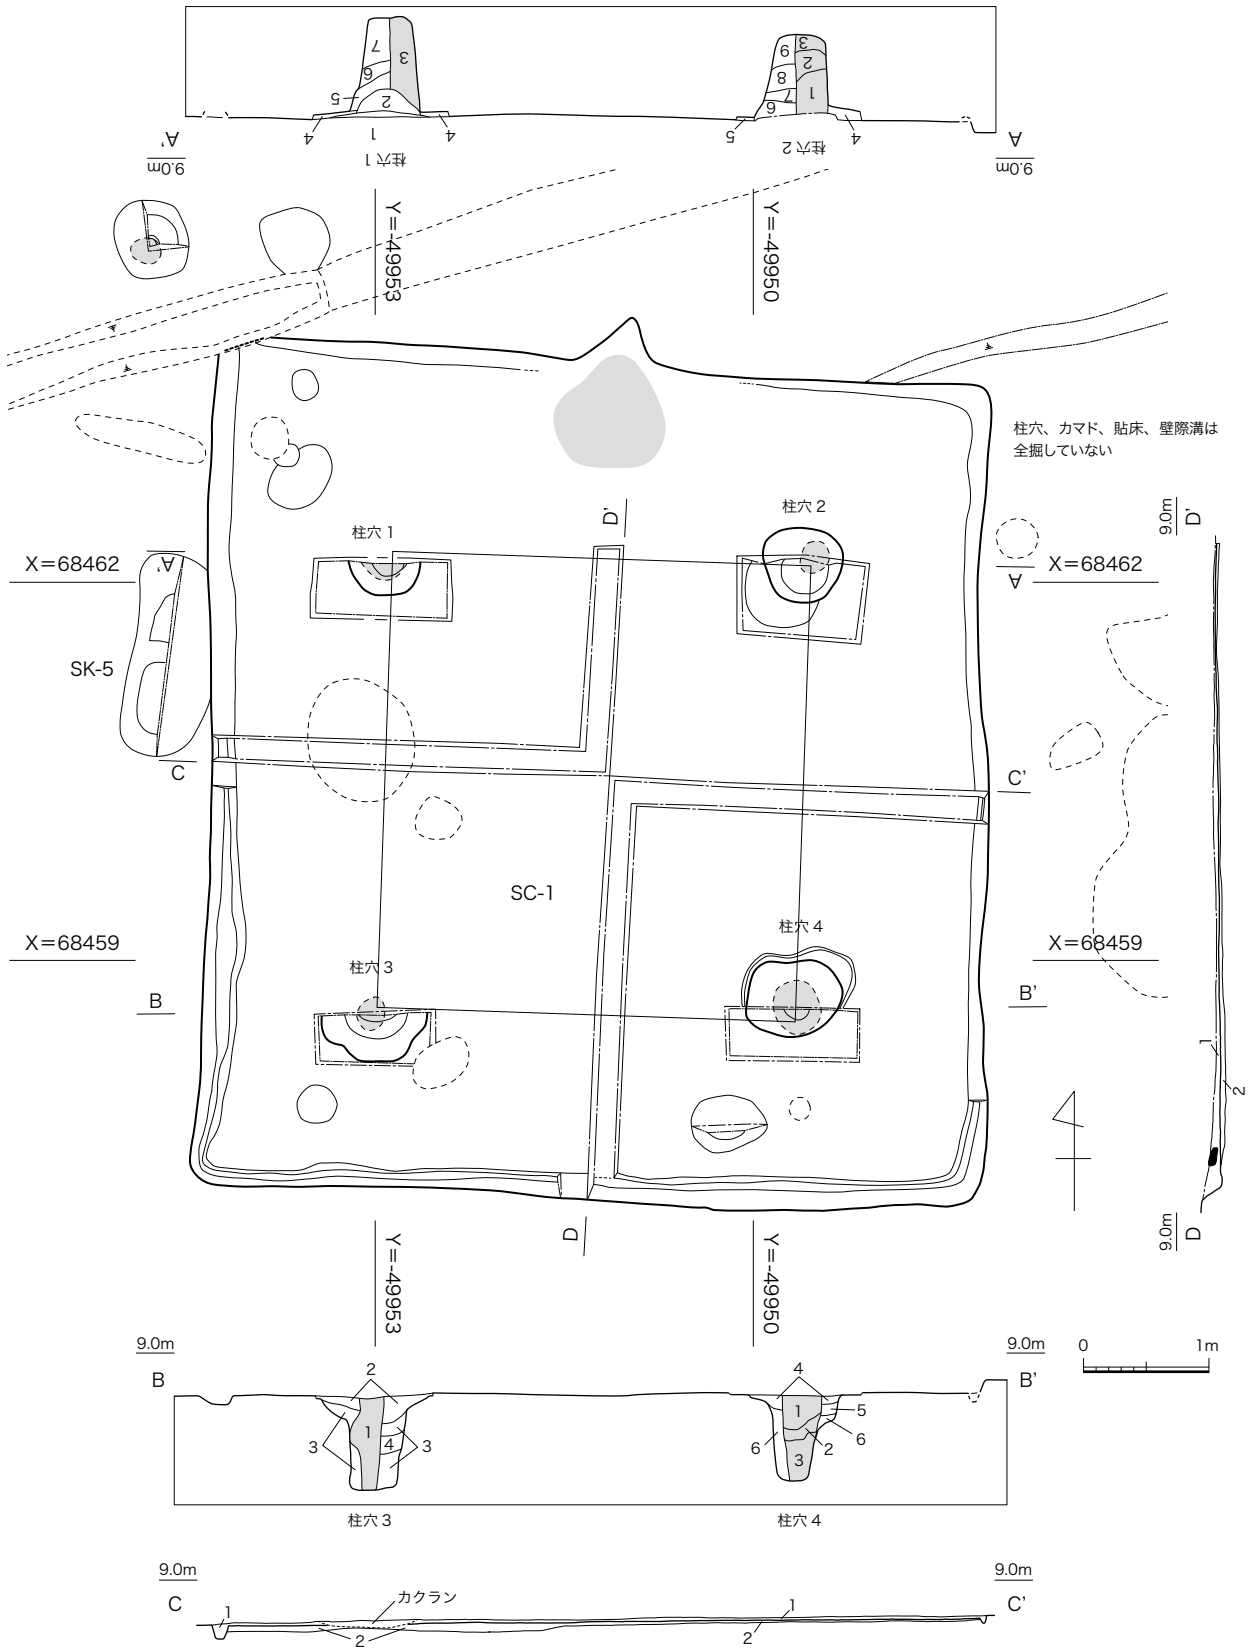 7
3
6
5
2
4
1
4
柱穴 1
A'
9.0m
9
3
8
2
7
1
6
5
4
柱穴 2
A
9.0m
Y=-49953
Y=-49950
柱穴、カマド、貼床、壁際溝は
全掘していない
柱穴 1
柱穴 2
D'
9.0m
D'
X=68462
A'
A
X=68462
SK-5
C
C'
SC-1
X=68459
X=68459
柱穴 3
柱穴 4
B
B'
1
2
D
9.0m
D
Y=-49953
Y=-49950
9.0m
9.0m
0
1m
B
B'
2
1
3
4
3
4
1
5
6
2
6
3
柱穴 3
柱穴 4
9.0m
9.0m
C
C'
カクラン
1
2
1
2